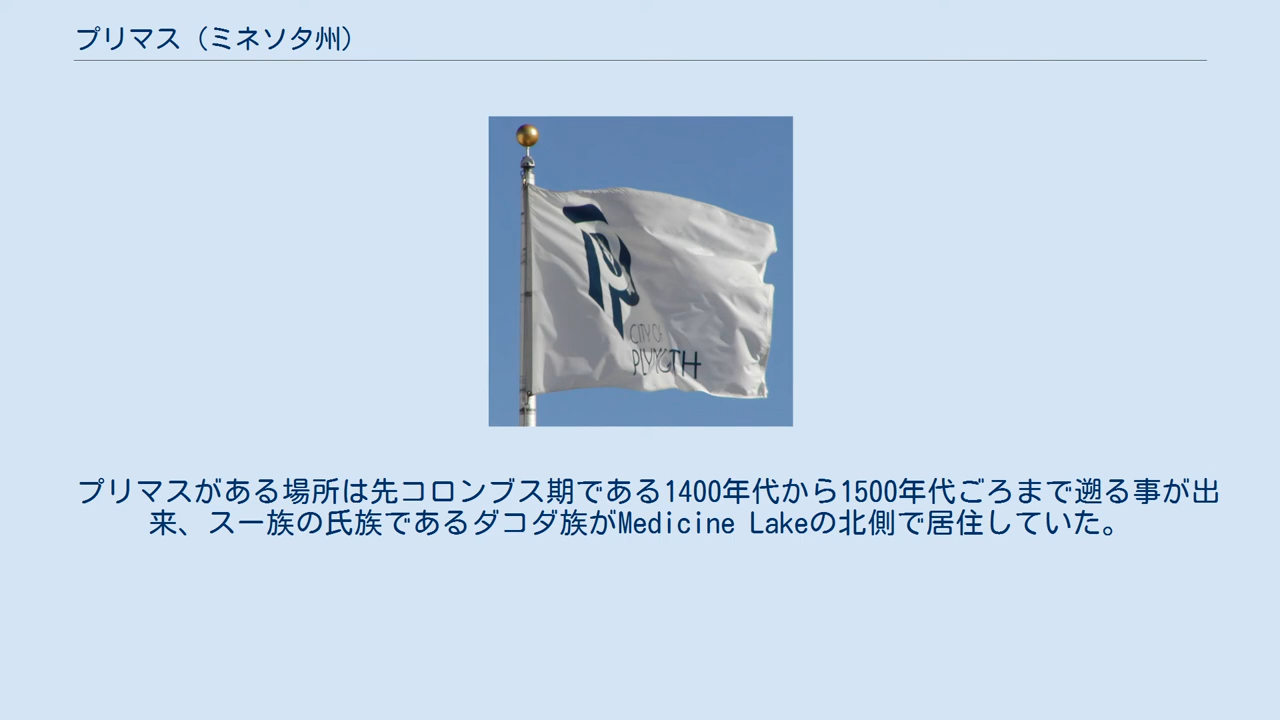 プリマス（ミネソタ州）
CITY OF
プリマスがある場所は先コロンブス期である1400年代から1500年代ごろまで遡る事が出
来、スー族の氏族であるダコダ族がMedicine Lakeの北側で居住していた。